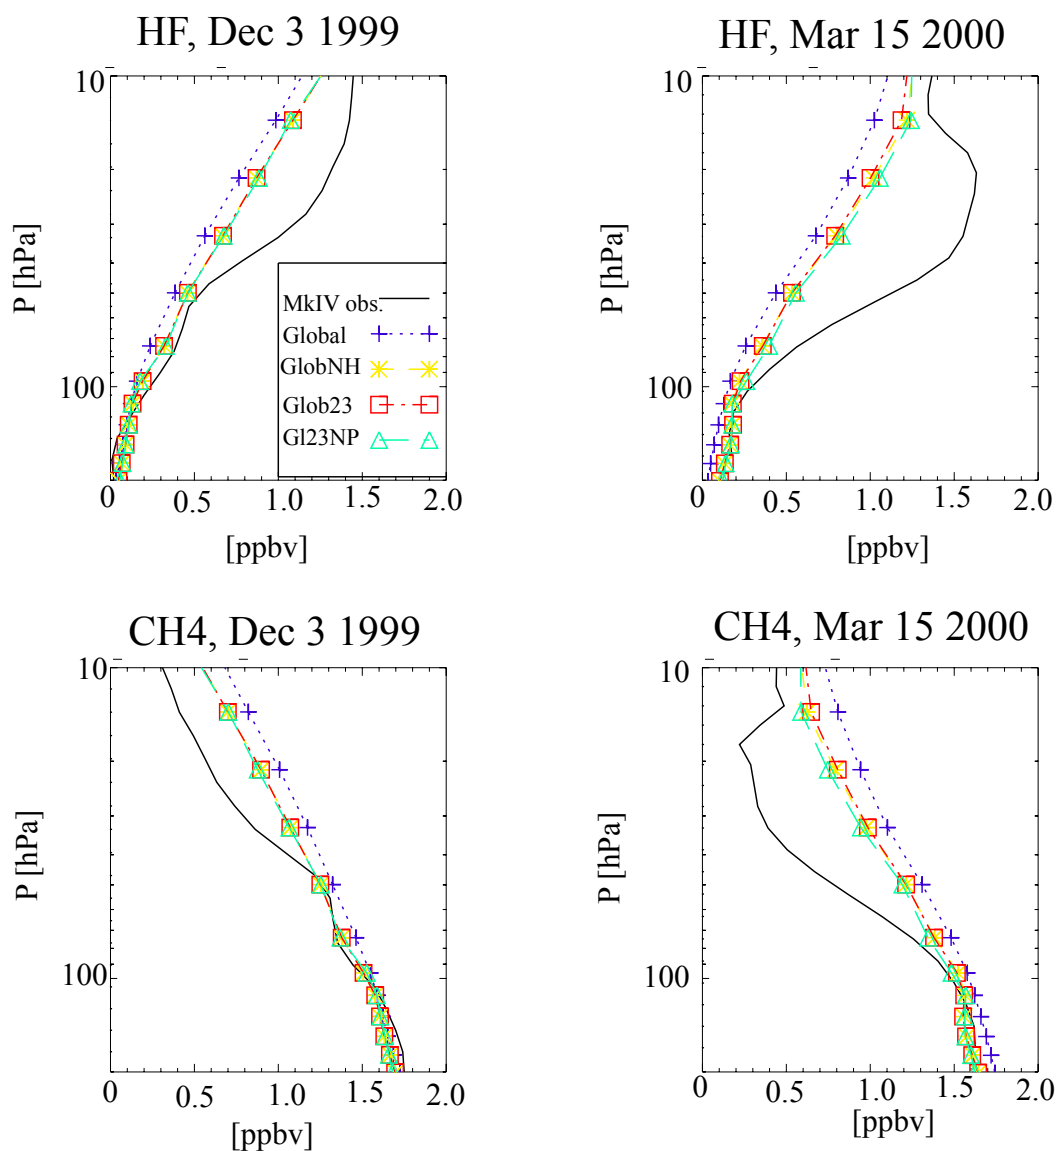 HF, Dec 3 1999
HF, Mar 15 2000
10
P [hPa]
100
MkIV obs.
Global
GlobNH
Glob23
Gl23NP
0 0.5 1.0 1.5 2.0
[ppbv]
10
P [hPa]
100
0 0.5 1.0 1.5 2.0
[ppbv]
CH4, Dec 3 1999
CH4, Mar 15 2000
10
P [hPa]
100
0 0.5 1.0 1.5 2.0
[ppbv]
10
P [hPa]
100
0 0.5 1.0 1.5 2.0
[ppbv]